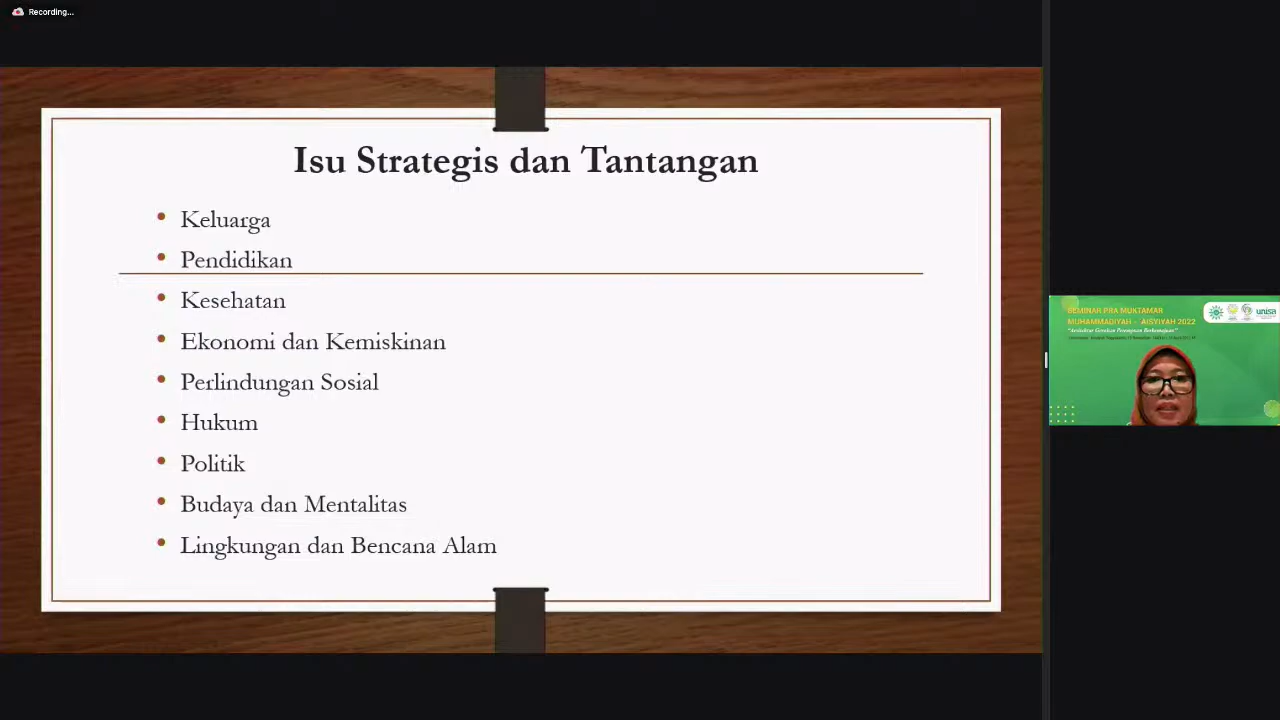 Recording...
Isu Strategis dan Tantangan
Keluarga
Pendidikan
Kesehatan
Ekonomi dan Kemiskinan
Perlindungan Sosial
Hukum
Politik
Budaya dan Mentalitas
Lingkungan dan Bencana Alam
SEMINAR PRA MUKTAMAR
MUHAMMADIYAH - 'AISYIYAH 2022
unisa